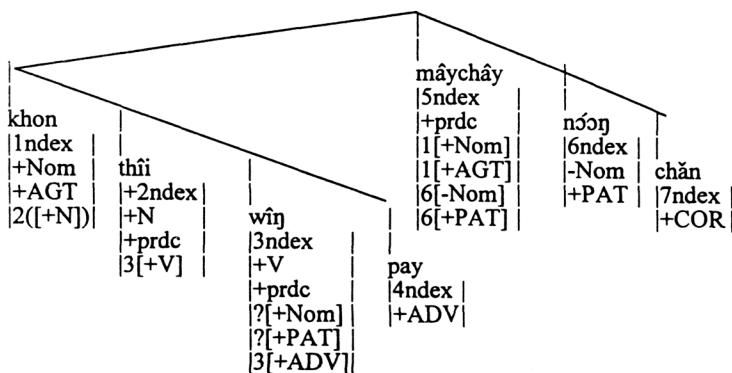 khon
1ndex
+Nom
+AGT
2([+N])
thîi
+2ndex
+N
+prdc
3[+V]
wîŋ
3ndex
+V
+prdc
?[+Nom]
?[+PAT]
3[+ADV]
pay
4ndex
+ADV
mâychây
5ndex
+prdc
1[+Nom]
1[+AGT]
6[-Nom]
6[+PAT]
nɔ́ɔŋ
6ndex
-Nom
+PAT
chăn
7ndex
+COR